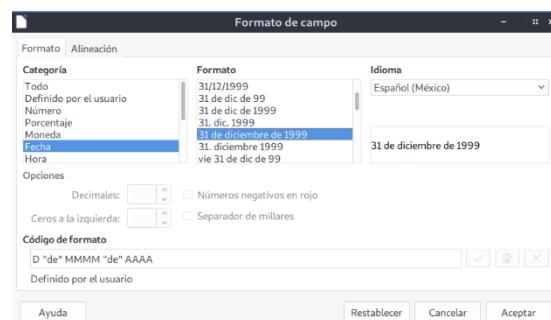 Formato de campo
Formato Alineación
Categoría
Todo
Definido por el usuario
Número
Porcentaje
Moneda
Fecha
Hora
Formato
31/12/1999
31 de dic de 99
31 de dic de 1999
31. dic. 1999
31 de diciembre de 1999
31. diciembre 1999
vie 31 de dic de 99
Idioma
Español (México)
31 de diciembre de 1999
Opciones
Decimales:
Números negativos en rojo
Ceros a la izquierda:
Separador de millares
Código de formato
D "de" MMMM "de" AAAA
Definido por el usuario
Ayuda Restablecer Cancelar Aceptar